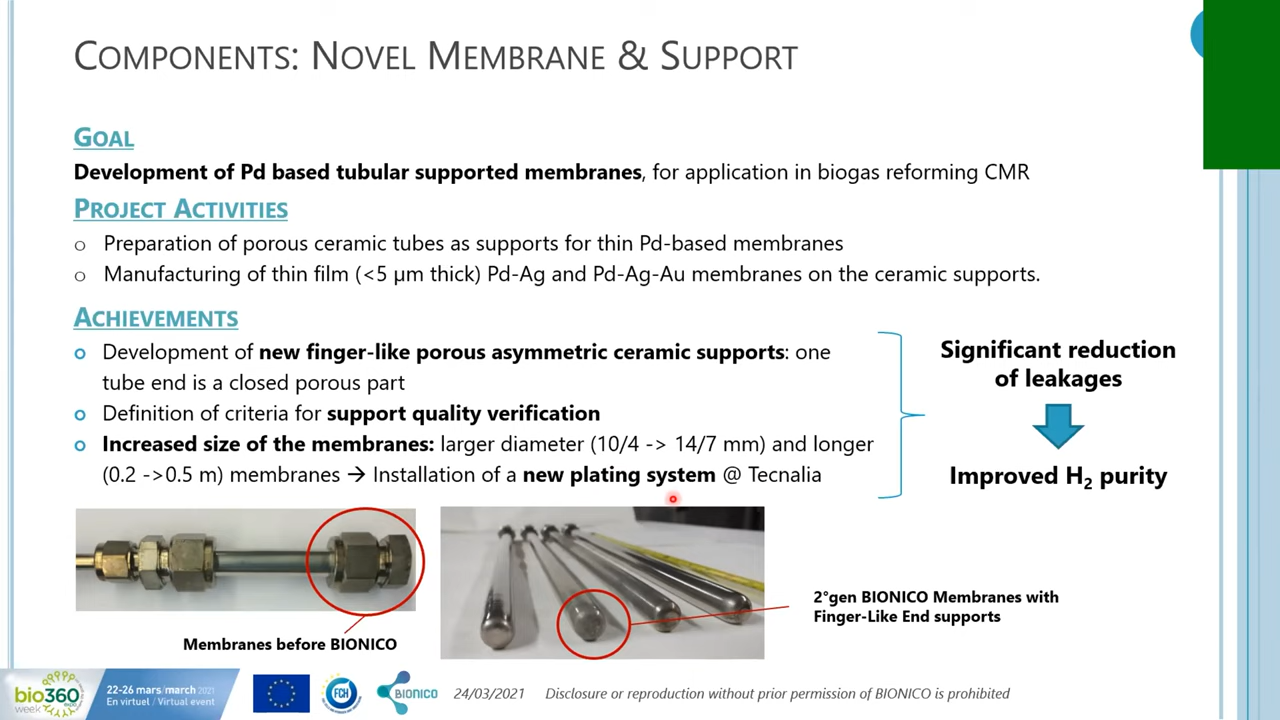 COMPONENTS: NOVEL MEMBRANE & SUPPORT
GOAL
Development of Pd based tubular supported membranes, for application in biogas reforming CMR
PROJECT ACTIVITIES
o Preparation of porous ceramic tubes as supports for thin Pd-based membranes
o Manufacturing of thin film (<5 µm thick) Pd-Ag and Pd-Ag-Au membranes on the ceramic supports.
ACHIEVEMENTS
o Development of new finger-like porous asymmetric ceramic supports: one
tube end is a closed porous part
o Definition of criteria for support quality verification
o Increased size of the membranes: larger diameter (10/4 -> 14/7 mm) and longer
(0.2 ->0.5 m) membranes → Installation of a new plating system @ Tecnalia
Significant reduction
of leakages
Improved H₂ purity
Membranes before BIONICO
2°gen BIONICO Membranes with
Finger-Like End supports
bio360
week expo
22-26 mars/march 2021
En virtuel / Virtual event
FCH
BIONICO
24/03/2021
Disclosure or reproduction without prior permission of BIONICO is prohibited